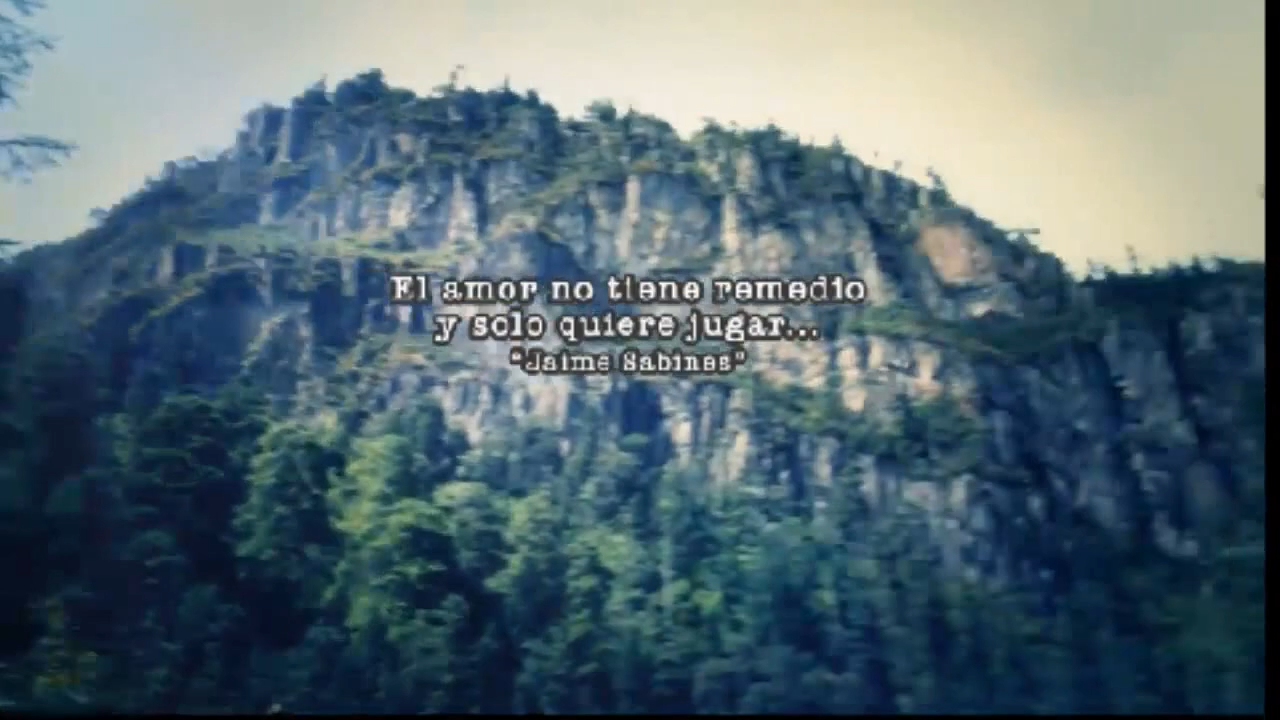 El amor no tiene remedio
y solo quiere jugar...
"Jaime Sabines"